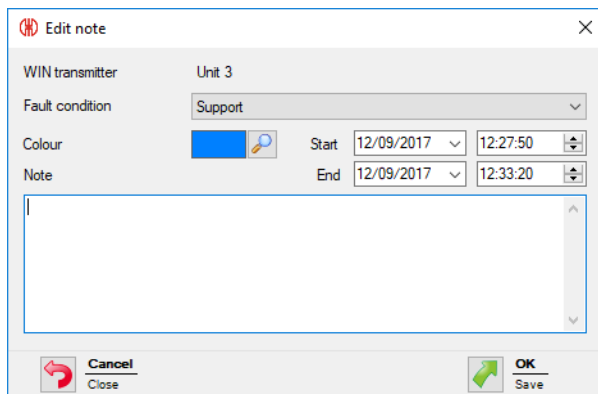 Edit note
WIN transmitter Unit 3
Fault condition Support
Colour Start 12/09/2017 12:27:50
Note End 12/09/2017 12:33:20
Cancel OK
Close Save